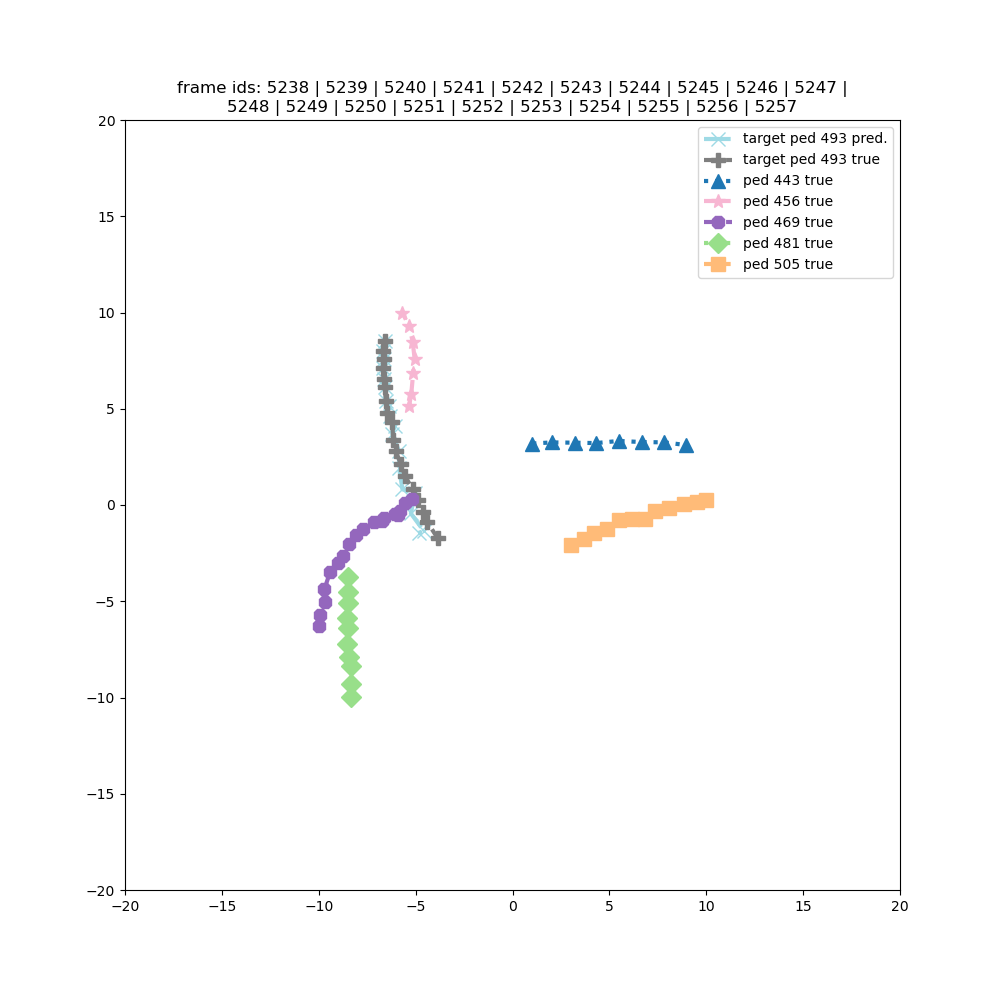 frame ids: 5238 | 5239 | 5240 | 5241 | 5242 | 5243 | 5244 | 5245 | 5246 | 5247 |
5248 | 5249 | 5250 | 5251 | 5252 | 5253 | 5254 | 5255 | 5256 | 5257
target ped 493 pred.
target ped 493 true
ped 443 true
ped 456 true
ped 469 true
ped 481 true
ped 505 true
20
15
10
5
0
−5
−10
−15
−20
−20 −15 −10 −5 0 5 10 15 20